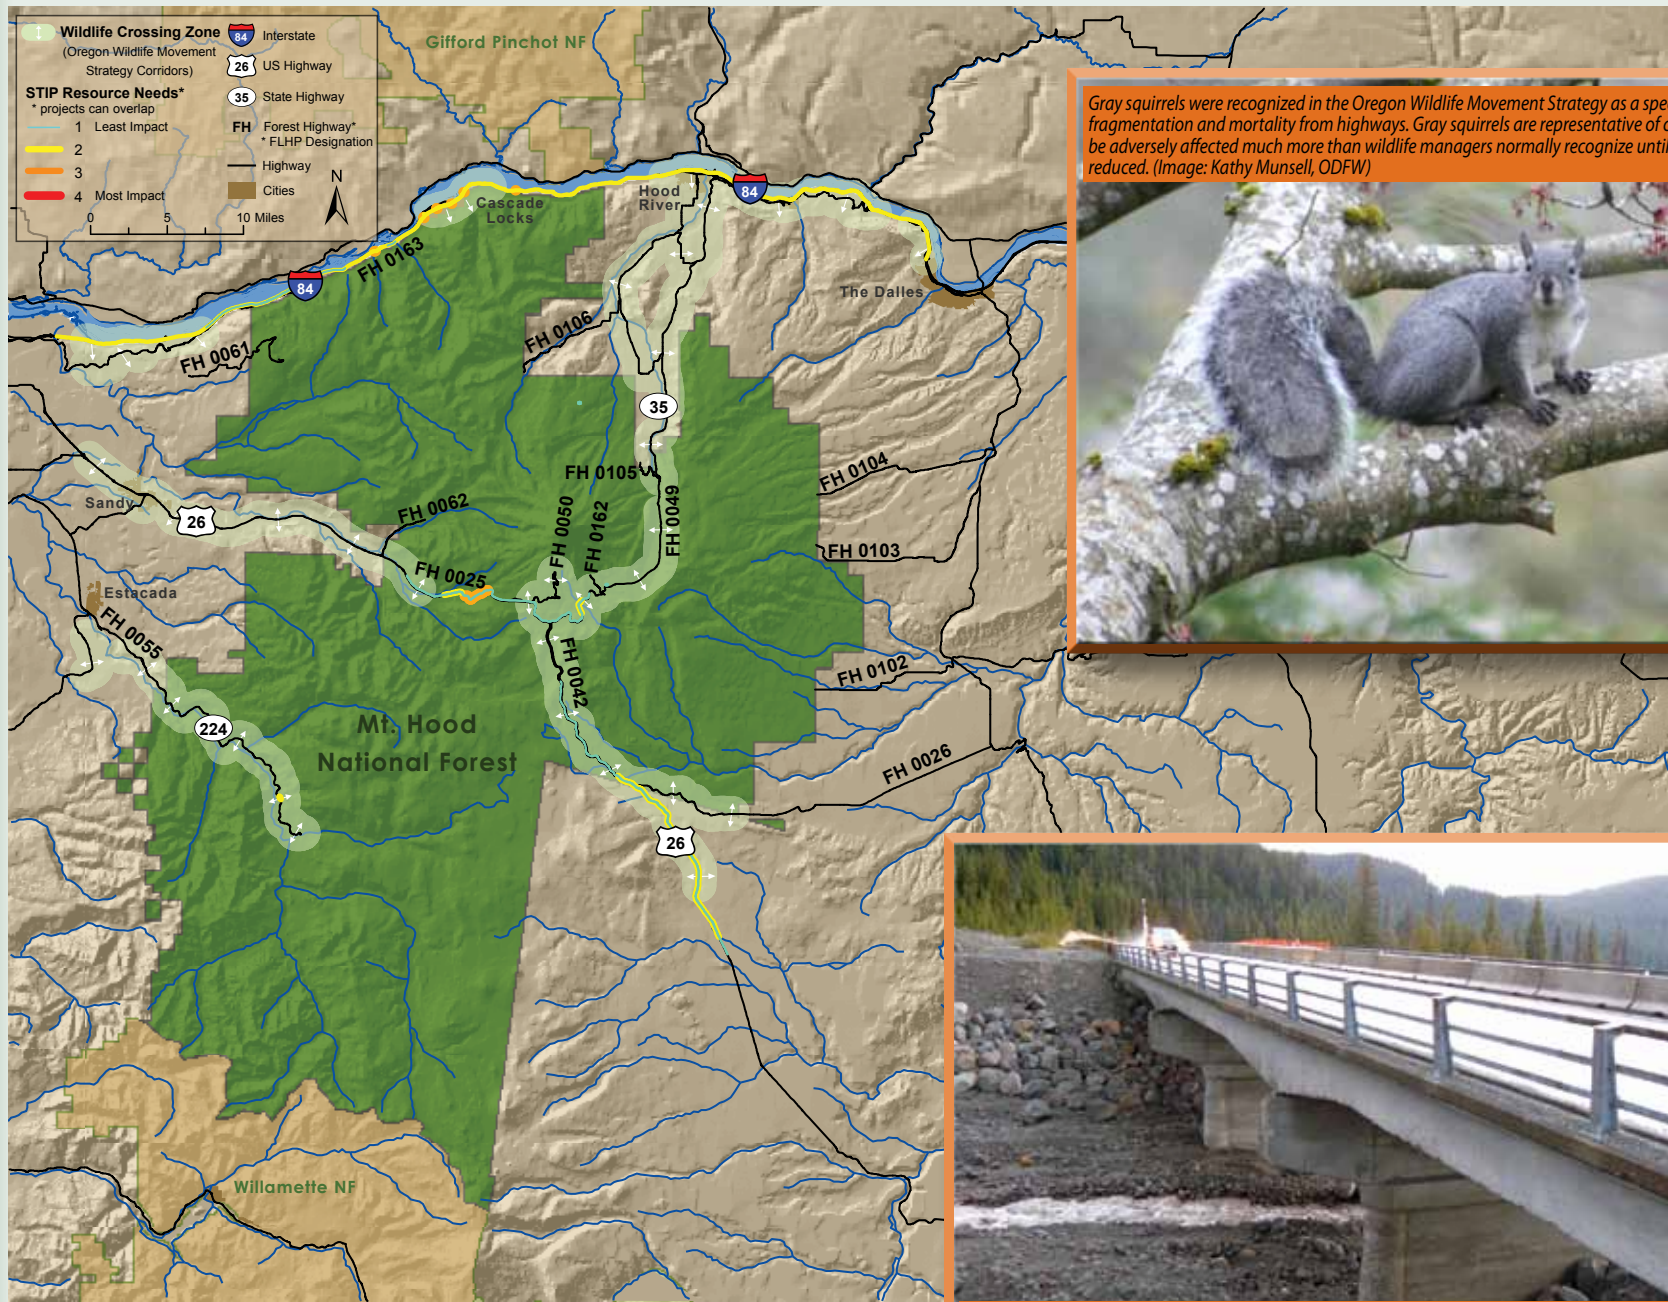 Wildlife Crossing Zone
(Oregon Wildlife Movement
Strategy Corridors)
STIP Resource Needs*
* projects can overlap
1 Least Impact
2
3
4 Most Impact
84 Interstate
26 US Highway
35 State Highway
FH Forest Highway*
* FLHP Designation
Highway
Cities
N
0 5 10 Miles
Gifford Pinchot NF
Gray squirrels were recognized in the Oregon Wildlife Movement Strategy as a spe
fragmentation and mortality from highways. Gray squirrels are representative of
be adversely affected much more than wildlife managers normally recognize until
reduced. (Image: Kathy Munsell, ODFW)
Cascade
Locks
Hood
River
84
FH 0163
84
The Dalles
FH 0106
FH 0061
35
FH 0105
FH 0104
Sandy
26
FH 0062
FH 0050
FH 0162
FH 0049
FH 0103
FH 0025
Estacada
FH 0055
FH 0042
FH 0102
224
Mt. Hood
National Forest
FH 0026
26
Willamette NF